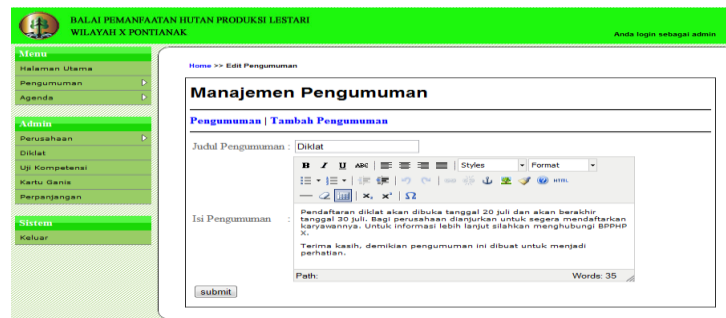 BALAI PEMANFAATAN HUTAN PRODUKSI LESTARI
WILAYAH X PONTIANAK
Anda login sebagai admin
Menu
Halaman Utama
Pengumuman
Agenda
Admin
Perusahaan
Diklat
Uji Kompetensi
Kartu Ganis
Perpanjangan
Sistem
Keluar
Home >> Edit Pengumuman
Manajemen Pengumuman
Pengumuman | Tambah Pengumuman
Judul Pengumuman : Diklat
B I U ABC Styles Format
HTML
x, x² Ω
Isi Pengumuman :
Pendaftaran diklat akan dibuka tanggal 20 juli dan akan berakhir
tanggal 30 juli. Bagi perusahaan dianjurkan untuk segera mendaftarkan
karyawannya. Untuk informasi lebih lanjut silahkan menghubungi BPPHP
X.
Terima kasih, demikian pengumuman ini dibuat untuk menjadi
perhatian.
Path: Words: 35
submit